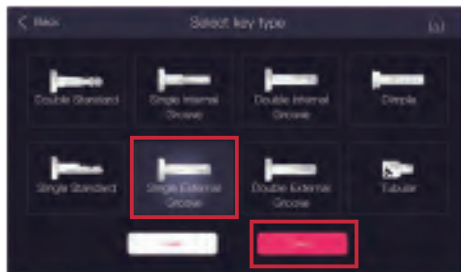 Back
Select key type
Double Standard
Single Internal Groove
Double Internal Groove
Dimple
Single Standard
Single External Groove
Double External Groove
Tubular